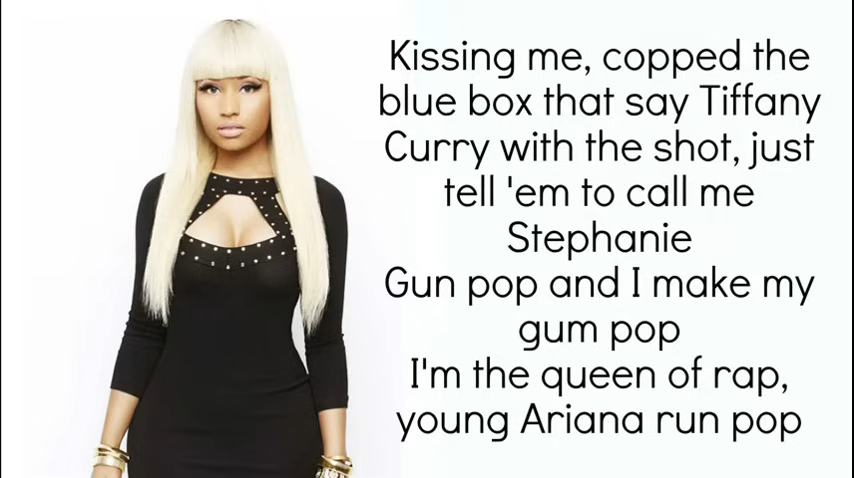 Kissing me, copped the
blue box that say Tiffany
Curry with the shot, just
tell 'em to call me
Stephanie
Gun pop and I make my
gum pop
I'm the queen of rap,
young Ariana run pop